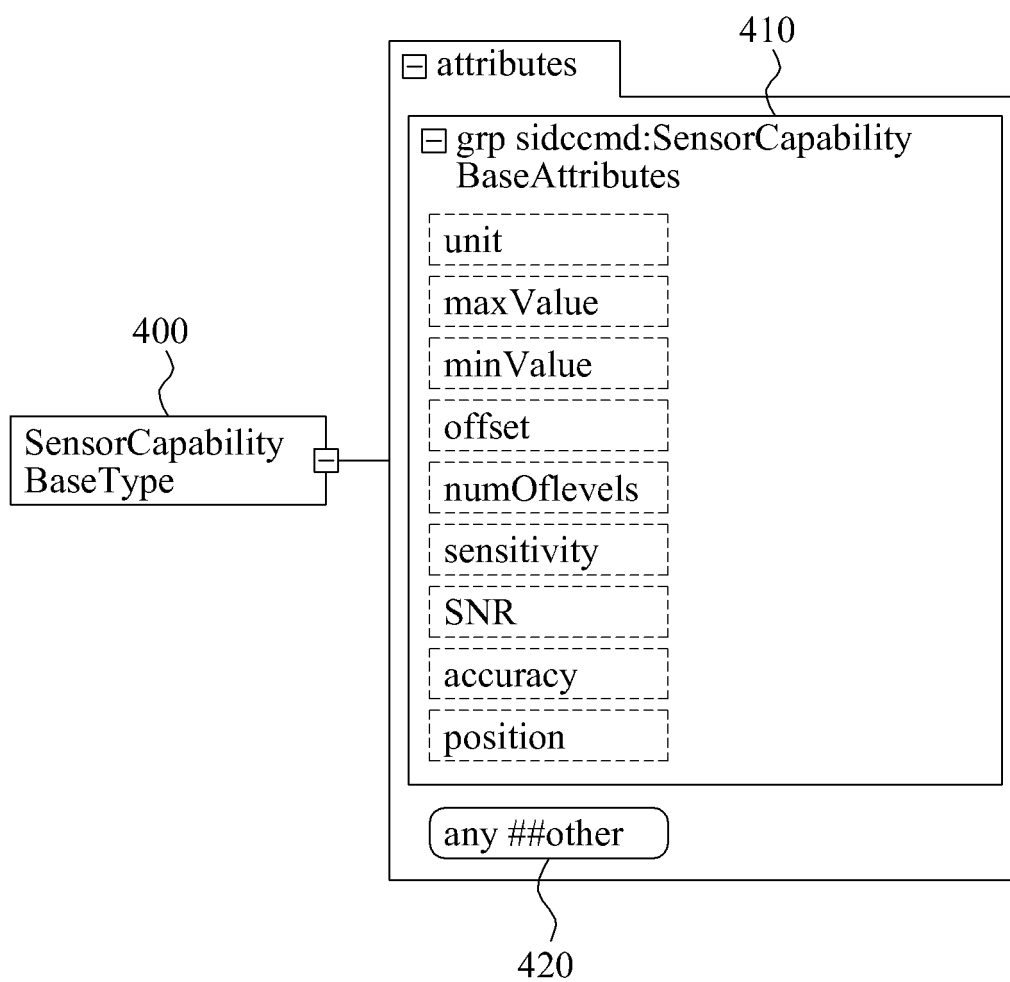 410
attributes
grp sidccmd:SensorCapability
BaseAttributes
unit
maxValue
minValue
offset
numOflevels
sensitivity
SNR
accuracy
position
400
SensorCapability
BaseType
any ##other
420